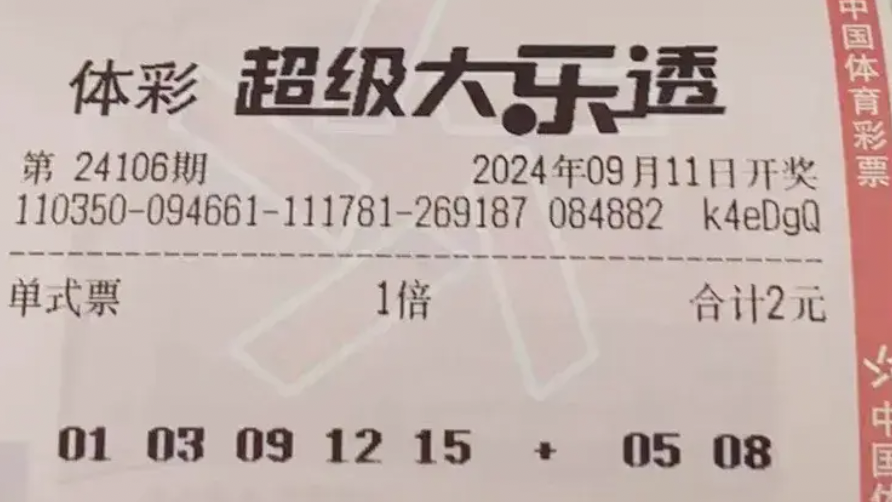 体彩 超级大乐透
第 24106期 2024年09月11日开奖
110350-094661-111781-269187 084882 k4eDgQ
单式票 1倍 合计2元
01 03 09 12 15 + 05 08
中国体育彩票
中国